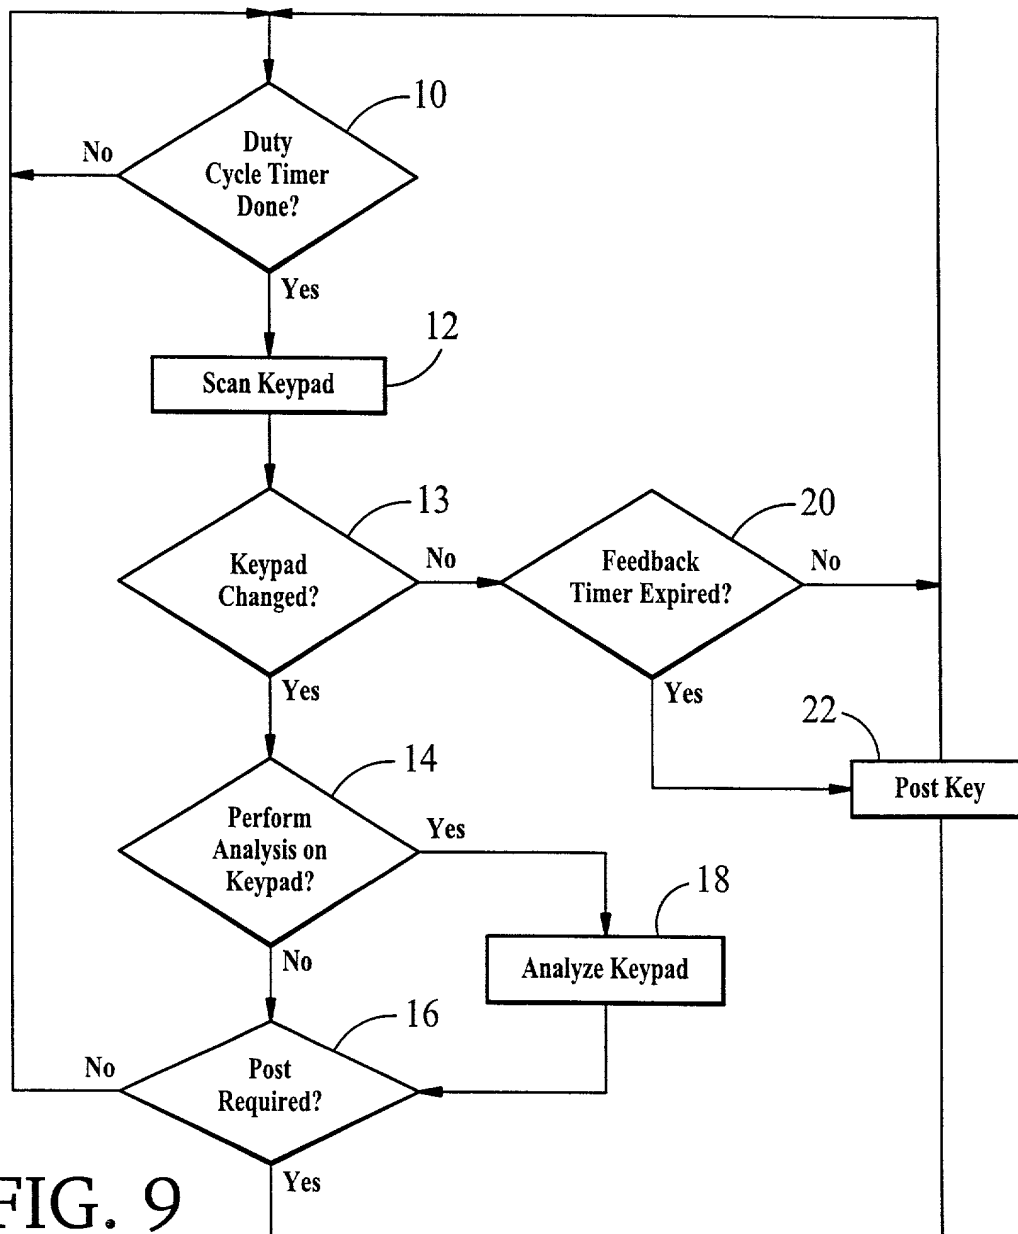 10
Duty
Cycle Timer
Done?
No
Yes
12
Scan Keypad
13
Keypad
Changed?
No
Yes
20
Feedback
Timer Expired?
No
Yes
22
Post Key
14
Perform
Analysis on
Keypad?
Yes
No
18
Analyze Keypad
16
Post
Required?
No
Yes
FIG. 9